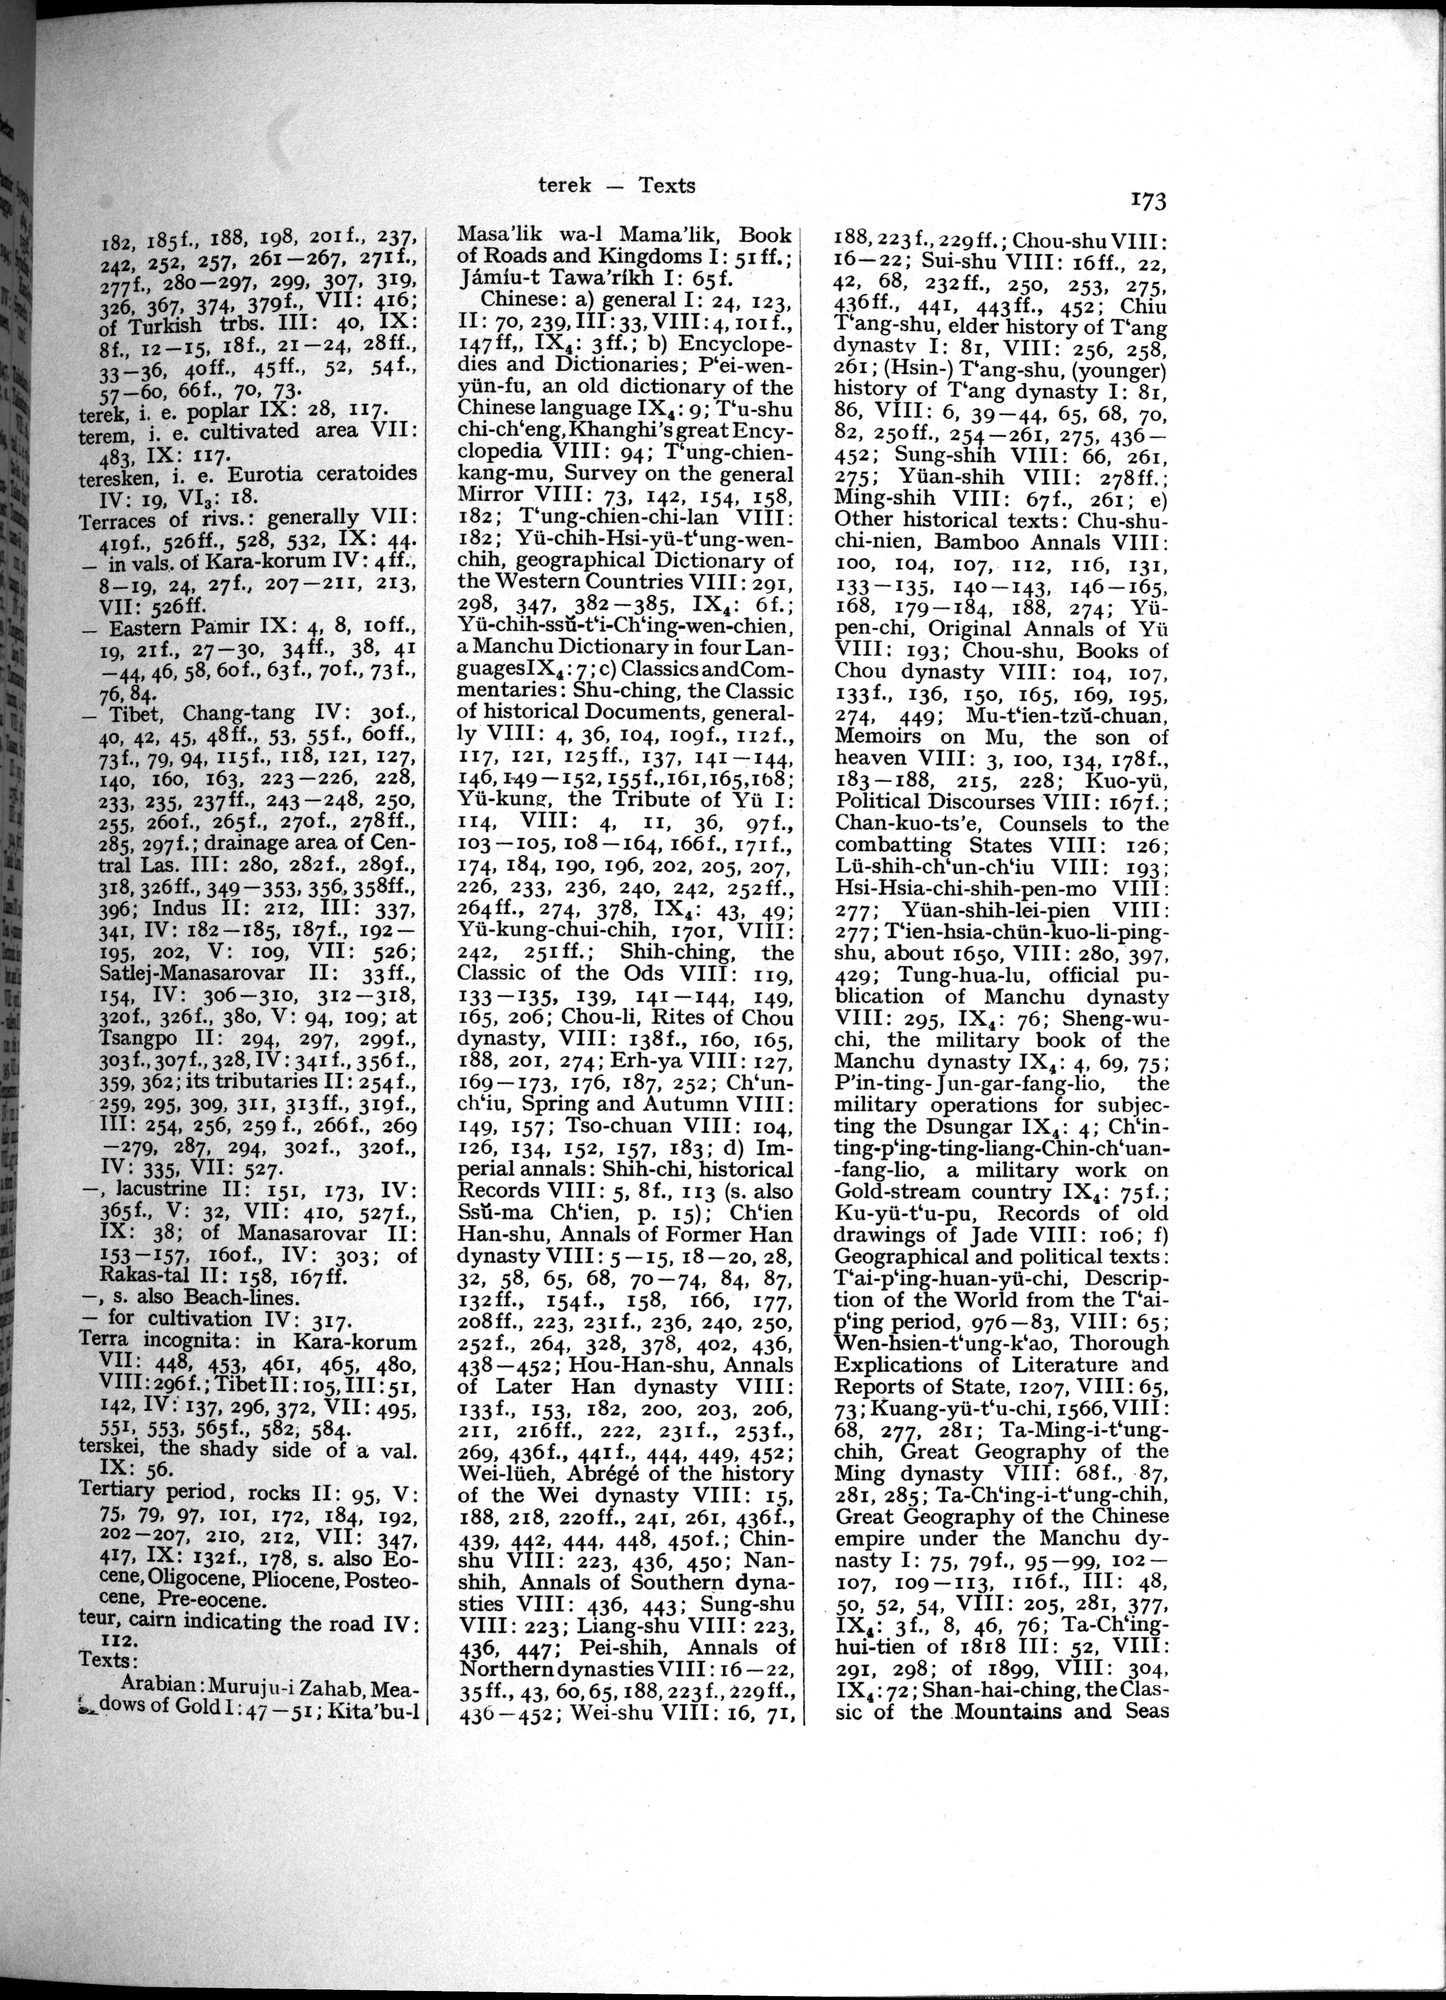 terek — Texts
173
182, 185f., 188, 198, 201f., 237,
242, 252, 257, 261—267, 271f.,
277f., 280—297, 299, 307, 319,
326, 367, 374, 379f., VII: 416;
of Turkish trbs. III: 40, IX:
8f., 12—15, 18f., 21—24, 28ff.,
33—36, 40ff., 45ff., 52, 54f.,
57—60, 66f., 70, 73.
terek, i. e. poplar IX: 28, 117.
terem, i. e. cultivated area VII:
483, IX: 117.
teresken, i. e. Eurotia ceratoides
IV: 19, VI₃: 18.
Terraces of rivs.: generally VII:
419f., 526ff., 528, 532, IX: 44.
— in vals. of Kara-korum IV: 4ff.,
8—19, 24, 27f., 207—211, 213,
VII: 526ff.
— Eastern Pamir IX: 4, 8, 10ff.,
19, 21f., 27—30, 34ff., 38, 41
—44, 46, 58, 60f., 63f., 70f., 73f.,
76, 84.
— Tibet, Chang-tang IV: 30f.,
40, 42, 45, 48ff., 53, 55f., 60ff.,
73f., 79, 94, 115f., 118, 121, 127,
140, 160, 163, 223—226, 228,
233, 235, 237ff., 243—248, 250,
255, 260f., 265f., 270f., 278ff.,
285, 297f.; drainage area of Cen-
tral Las. III: 280, 282f., 289f.,
318, 326ff., 349—353, 356, 358ff.,
396; Indus II: 212, III: 337,
341, IV: 182—185, 187f., 192—
195, 202, V: 109, VII: 526;
Satlej-Manasarovar II: 33ff.,
154, IV: 306—310, 312—318,
320f., 326f., 380, V: 94, 109; at
Tsangpo II: 294, 297, 299f.,
303f., 307f., 328, IV: 341f., 356f.,
359, 362; its tributaries II: 254f.,
259, 295, 309, 311, 313ff., 319f.,
III: 254, 256, 259f., 266f., 269
—279, 287, 294, 302f., 320f.,
IV: 335, VII: 527.
—, lacustrine II: 151, 173, IV:
365f., V: 32, VII: 410, 527f.,
IX: 38; of Manasarovar II:
153—157, 160f., IV: 303; of
Rakas-tal II: 158, 167ff.
—, s. also Beach-lines.
— for cultivation IV: 317.
Terra incognita: in Kara-korum
VII: 448, 453, 461, 465, 480,
VIII: 296f.; Tibet II: 105, III: 51,
142, IV: 137, 296, 372, VII: 495,
551, 553, 565f., 582, 584.
terskei, the shady side of a val.
IX: 56.
Tertiary period, rocks II: 95, V:
75, 79, 97, 101, 172, 184, 192,
202—207, 210, 212, VII: 347,
417, IX: 132f., 178, s. also Eo-
cene, Oligocene, Pliocene, Posteo-
cene, Pre-eocene.
teur, cairn indicating the road IV:
112.
Texts:
Arabian: Muruju-i Zahab, Mea-
dows of Gold I: 47—51; Kita'bu-l
Masa'lik wa-l Mama'lik, Book
of Roads and Kingdoms I: 51ff.;
Jámíu-t Tawa'ríkh I: 65f.
Chinese: a) general I: 24, 123,
II: 70, 239, III: 33, VIII: 4, 101f.,
147ff,, IX₄: 3ff.; b) Encyclope-
dies and Dictionaries; P'ei-wen-
yün-fu, an old dictionary of the
Chinese language IX₄: 9; T'u-shu
chi-ch'eng, Khanghi's great Ency-
clopedia VIII: 94; T'ung-chien-
kang-mu, Survey on the general
Mirror VIII: 73, 142, 154, 158,
182; T'ung-chien-chi-lan VIII:
182; Yü-chih-Hsi-yü-t'ung-wen-
chih, geographical Dictionary of
the Western Countries VIII: 291,
298, 347, 382—385, IX₄: 6f.;
Yü-chih-ssŭ-t'i-Ch'ing-wen-chien,
a Manchu Dictionary in four Lan-
guages IX₄: 7; c) Classics and Com-
mentaries: Shu-ching, the Classic
of historical Documents, general-
ly VIII: 4, 36, 104, 109f., 112f.,
117, 121, 125ff., 137, 141—144,
146, 149—152, 155f., 161, 165, 168;
Yü-kung, the Tribute of Yü I:
114, VIII: 4, 11, 36, 97f.,
103—105, 108—164, 166f., 171f.,
174, 184, 190, 196, 202, 205, 207,
226, 233, 236, 240, 242, 252ff.,
264ff., 274, 378, IX₄: 43, 49;
Yü-kung-chui-chih, 1701, VIII:
242, 251ff.; Shih-ching, the
Classic of the Ods VIII: 119,
133—135, 139, 141—144, 149,
165, 206; Chou-li, Rites of Chou
dynasty, VIII: 138f., 160, 165,
188, 201, 274; Erh-ya VIII: 127,
169—173, 176, 187, 252; Ch'un-
ch'iu, Spring and Autumn VIII:
149, 157; Tso-chuan VIII: 104,
126, 134, 152, 157, 183; d) Im-
perial annals: Shih-chi, historical
Records VIII: 5, 8f., 113 (s. also
Ssŭ-ma Ch'ien, p. 15); Ch'ien
Han-shu, Annals of Former Han
dynasty VIII: 5—15, 18—20, 28,
32, 58, 65, 68, 70—74, 84, 87,
132ff., 154f., 158, 166, 177,
208ff., 223, 231f., 236, 240, 250,
252f., 264, 328, 378, 402, 436,
438—452; Hou-Han-shu, Annals
of Later Han dynasty VIII:
133f., 153, 182, 200, 203, 206,
211, 216ff., 222, 231f., 253f.,
269, 436f., 441f., 444, 449, 452;
Wei-lüeh, Abrégé of the history
of the Wei dynasty VIII: 15,
188, 218, 220ff., 241, 261, 436f.,
439, 442, 444, 448, 450f.; Chin-
shu VIII: 223, 436, 450; Nan-
shih, Annals of Southern dyna-
sties VIII: 436, 443; Sung-shu
VIII: 223; Liang-shu VIII: 223,
436, 447; Pei-shih, Annals of
Northern dynasties VIII: 16—22,
35ff., 43, 60, 65, 188, 223f., 229ff.,
436—452; Wei-shu VIII: 16, 71,
188, 223f., 229ff.; Chou-shu VIII:
16—22; Sui-shu VIII: 16ff., 22,
42, 68, 232ff., 250, 253, 275,
436ff., 441, 443ff., 452; Chiu
T'ang-shu, elder history of T'ang
dynasty I: 81, VIII: 256, 258,
261; (Hsin-) T'ang-shu, (younger)
history of T'ang dynasty I: 81,
86, VIII: 6, 39—44, 65, 68, 70,
82, 250ff., 254—261, 275, 436—
452; Sung-shih VIII: 66, 261,
275; Yüan-shih VIII: 278ff.;
Ming-shih VIII: 67f., 261; e)
Other historical texts: Chu-shu-
chi-nien, Bamboo Annals VIII:
100, 104, 107, 112, 116, 131,
133—135, 140—143, 146—165,
168, 179—184, 188, 274; Yü-
pen-chi, Original Annals of Yü
VIII: 193; Chou-shu, Books of
Chou dynasty VIII: 104, 107,
133f., 136, 150, 165, 169, 195,
274, 449; Mu-t'ien-tzŭ-chuan,
Memoirs on Mu, the son of
heaven VIII: 3, 100, 134, 178f.,
183—188, 215, 228; Kuo-yü,
Political Discourses VIII: 167f.;
Chan-kuo-ts'e, Counsels to the
combatting States VIII: 126;
Lü-shih-ch'un-ch'iu VIII: 193;
Hsi-Hsia-chi-shih-pen-mo VIII:
277; Yüan-shih-lei-pien VIII:
277; T'ien-hsia-chün-kuo-li-ping-
shu, about 1650, VIII: 280, 397,
429; Tung-hua-lu, official pu-
blication of Manchu dynasty
VIII: 295, IX₄: 76; Sheng-wu-
chi, the military book of the
Manchu dynasty IX₄: 4, 69, 75;
P'in-ting-Jun-gar-fang-lio, the
military operations for subjec-
ting the Dsungar IX₄: 4; Ch'in-
ting-p'ing-ting-liang-Chin-ch'uan-
-fang-lio, a military work on
Gold-stream country IX₄: 75f.;
Ku-yü-t'u-pu, Records of old
drawings of Jade VIII: 106; f)
Geographical and political texts:
T'ai-p'ing-huan-yü-chi, Descrip-
tion of the World from the T'ai-
p'ing period, 976—83, VIII: 65;
Wen-hsien-t'ung-k'ao, Thorough
Explications of Literature and
Reports of State, 1207, VIII: 65,
73; Kuang-yü-t'u-chi, 1566, VIII:
68, 277, 281; Ta-Ming-i-t'ung-
chih, Great Geography of the
Ming dynasty VIII: 68f., 87,
281, 285; Ta-Ch'ing-i-t'ung-chih,
Great Geography of the Chinese
empire under the Manchu dy-
nasty I: 75, 79f., 95—99, 102—
107, 109—113, 116f., III: 48,
50, 52, 54, VIII: 205, 281, 377,
IX₄: 3f., 8, 46, 76; Ta-Ch'ing-
hui-tien of 1818 III: 52, VIII:
291, 298; of 1899, VIII: 304,
IX₄: 72; Shan-hai-ching, the Clas-
sic of the Mountains and Seas